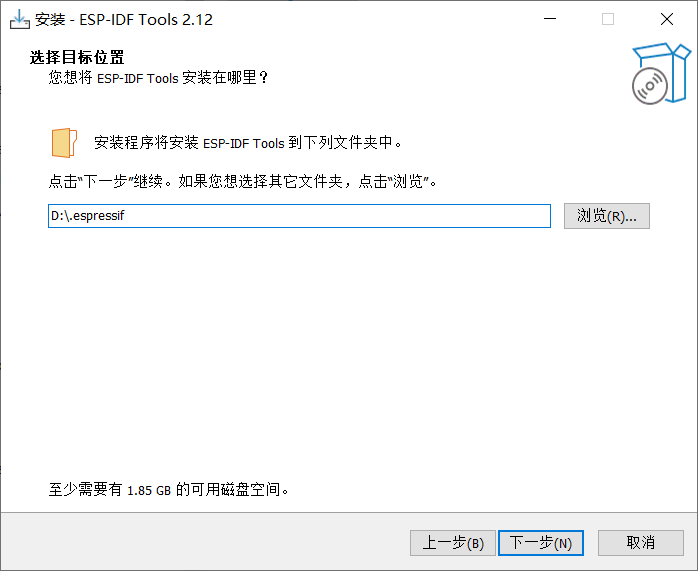 安装 - ESP-IDF Tools 2.12
选择目标位置
您想将 ESP-IDF Tools 安装在哪里？
安装程序将安装 ESP-IDF Tools 到下列文件夹中。
点击“下一步”继续。如果您想选择其它文件夹，点击“浏览”。
D:\.espressif
浏览(R)...
至少需要有 1.85 GB 的可用磁盘空间。
上一步(B) 下一步(N) 取消